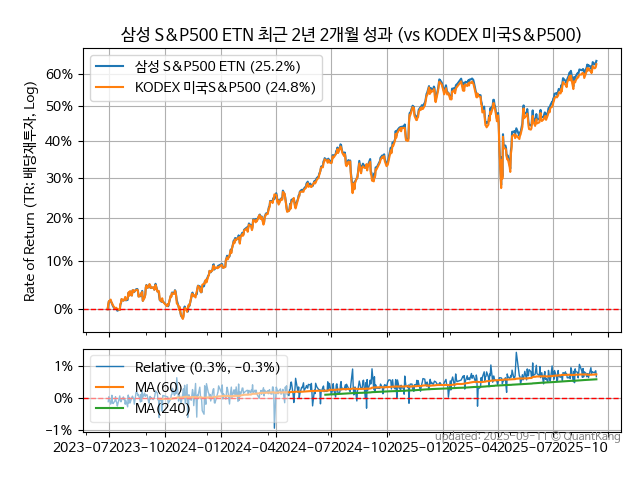 삼성 S&P500 ETN 최근 2년 2개월 성과 (vs KODEX 미국S&P500)
Rate of Return (TR: 배당재투자, Log)
삼성 S&P500 ETN (25.2%)
KODEX 미국S&P500 (24.8%)
60%
50%
40%
30%
20%
10%
0%
1%
0%
−1%
Relative (0.3%, −0.3%)
MA(60)
MA(240)
updated: 2025-09-11 © QuantKang
2023-07
2023-10
2024-01
2024-04
2024-07
2024-10
2025-01
2025-04
2025-07
2025-10